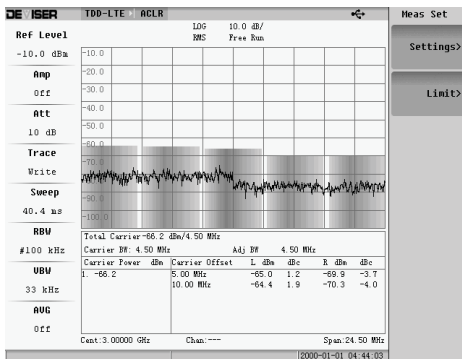 DEVISER TDD-LTE ACLR Meas Set
LOG 10.0 dB/
RMS Free Run
Ref Level
-10.0 dBm
Amp
Off
Att
10 dB
Trace
Write
Sweep
40.4 ms
RBW
#100 kHz
VBW
33 kHz
AVG
Off
-10.0
-20.0
-30.0
-40.0
-50.0
-60.0
-70.0
-90.0
-100.0
Total Carrier-66.2 dBm/4.50 MHz
Carrier BW: 4.50 MHz Adj BW 4.50 MHz
Carrier Power dBm Carrier Offset L dBm dBc R dBm dBc
1. -66.2 5.00 MHz -65.0 1.2 -69.9 -3.7
10.00 MHz -64.4 1.9 -70.3 -4.0
Cent:3.00000 GHz Chan:--- Span:24.50 MHz
2000-01-01 04:44:03
Settings>
Limit>